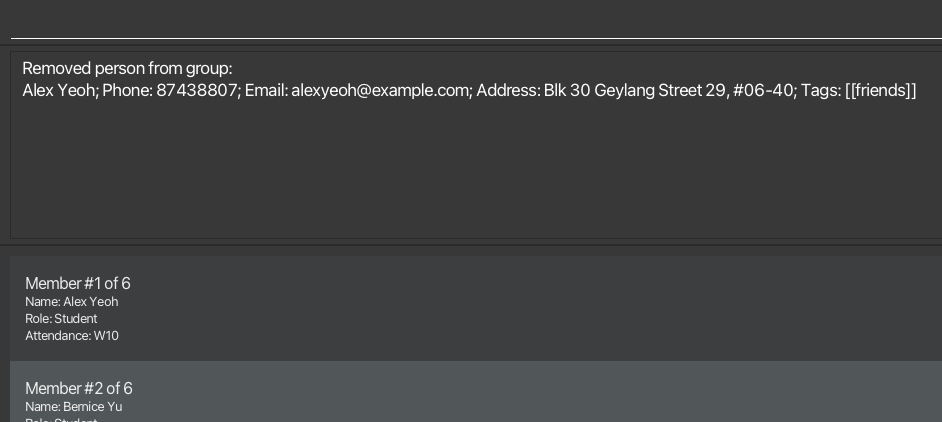 Removed person from group:
Alex Yeoh; Phone: 87438807; Email: alexyeoh@example.com; Address: Blk 30 Geylang Street 29, #06-40; Tags: [[friends]]
Member #1 of 6
Name: Alex Yeoh
Role: Student
Attendance: W10
Member #2 of 6
Name: Bernice Yu
Role: Student